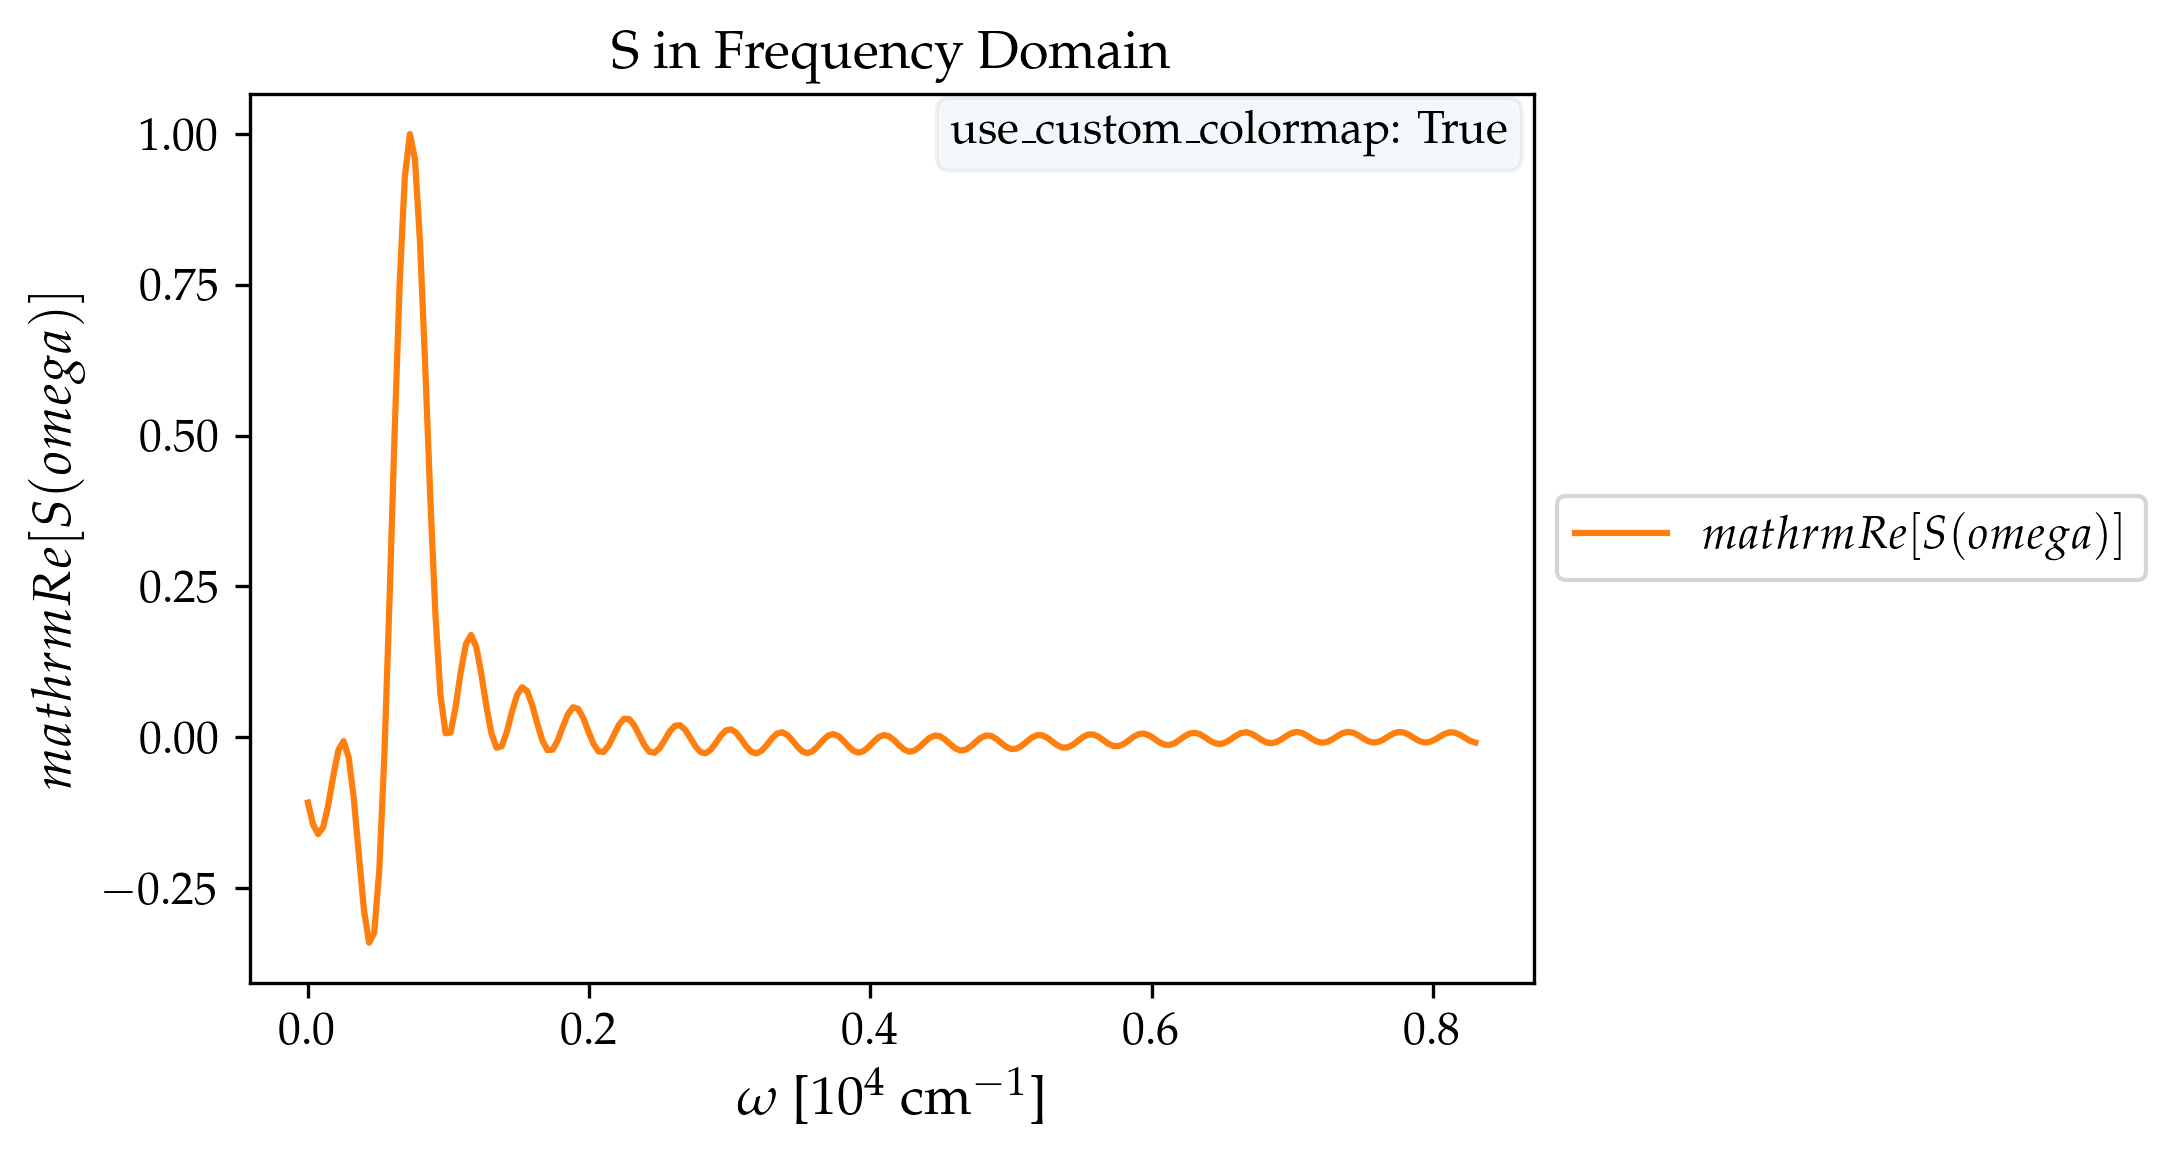 S in Frequency Domain
use_custom_colormap: True
1.00
0.75
0.50
0.25
0.00
−0.25
mathrmRe[S(omega)]
mathrmRe[S(omega)]
0.0 0.2 0.4 0.6 0.8
ω [10⁴ cm⁻¹]